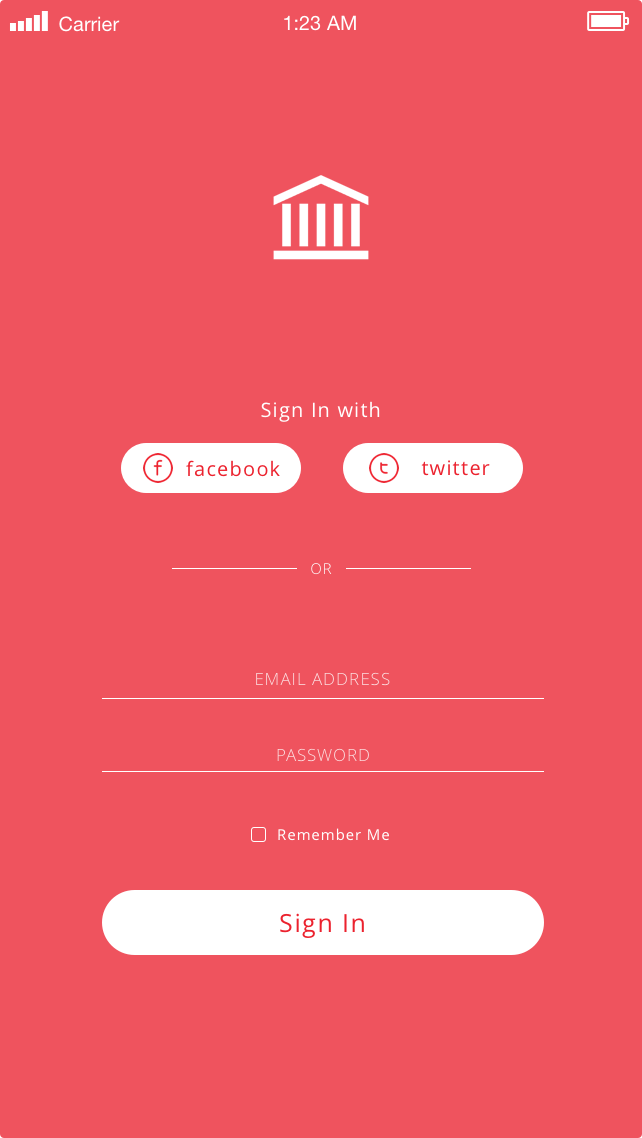 Carrier 1:23 AM
Sign In with
facebook twitter
OR
EMAIL ADDRESS
PASSWORD
Remember Me
Sign In